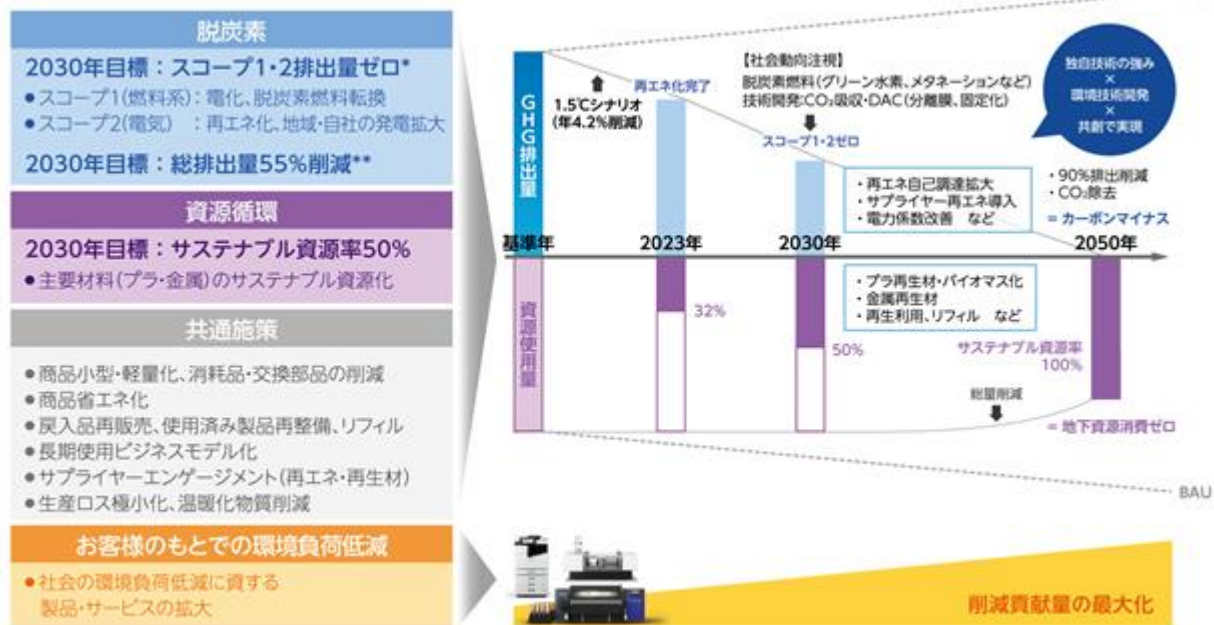 脱炭素
2030年目標：スコープ1・2排出量ゼロ*
●スコープ1(燃料系)：電化、脱炭素燃料転換
●スコープ2(電気)　：再エネ化、地域・自社の発電拡大
2030年目標：総排出量55%削減**
資源循環
2030年目標：サステナブル資源率50%
●主要材料(プラ・金属)のサステナブル資源化
共通施策
●商品小型・軽量化、消耗品・交換部品の削減
●商品省エネ化
●戻入品再販売、使用済み製品再整備、リフィル
●長期使用ビジネスモデル化
●サプライヤーエンゲージメント(再エネ・再生材)
●生産ロス極小化、温暖化物質削減
お客様のもとでの環境負荷低減
●社会の環境負荷低減に資する
製品・サービスの拡大
GHG排出量
1.5℃シナリオ
(年4.2%削減)
再エネ化完了
【社会動向注視】
脱炭素燃料(グリーン水素、メタネーションなど)
技術開発:CO₂吸収・DAC(分離膜、固定化)
スコープ1・2ゼロ
独自技術の強み
×
環境技術開発
×
共創で実現
・再エネ自己調達拡大
・サプライヤー再エネ導入
・電力係数改善　など
・90%排出削減
・CO₂除去
= カーボンマイナス
基準年
2023年
2030年
2050年
資源使用量
32%
50%
・プラ再生材・バイオマス化
・金属再生材
・再生利用、リフィル　など
サステナブル資源率
100%
総量削減
= 地下資源消費ゼロ
BAU
削減貢献量の最大化